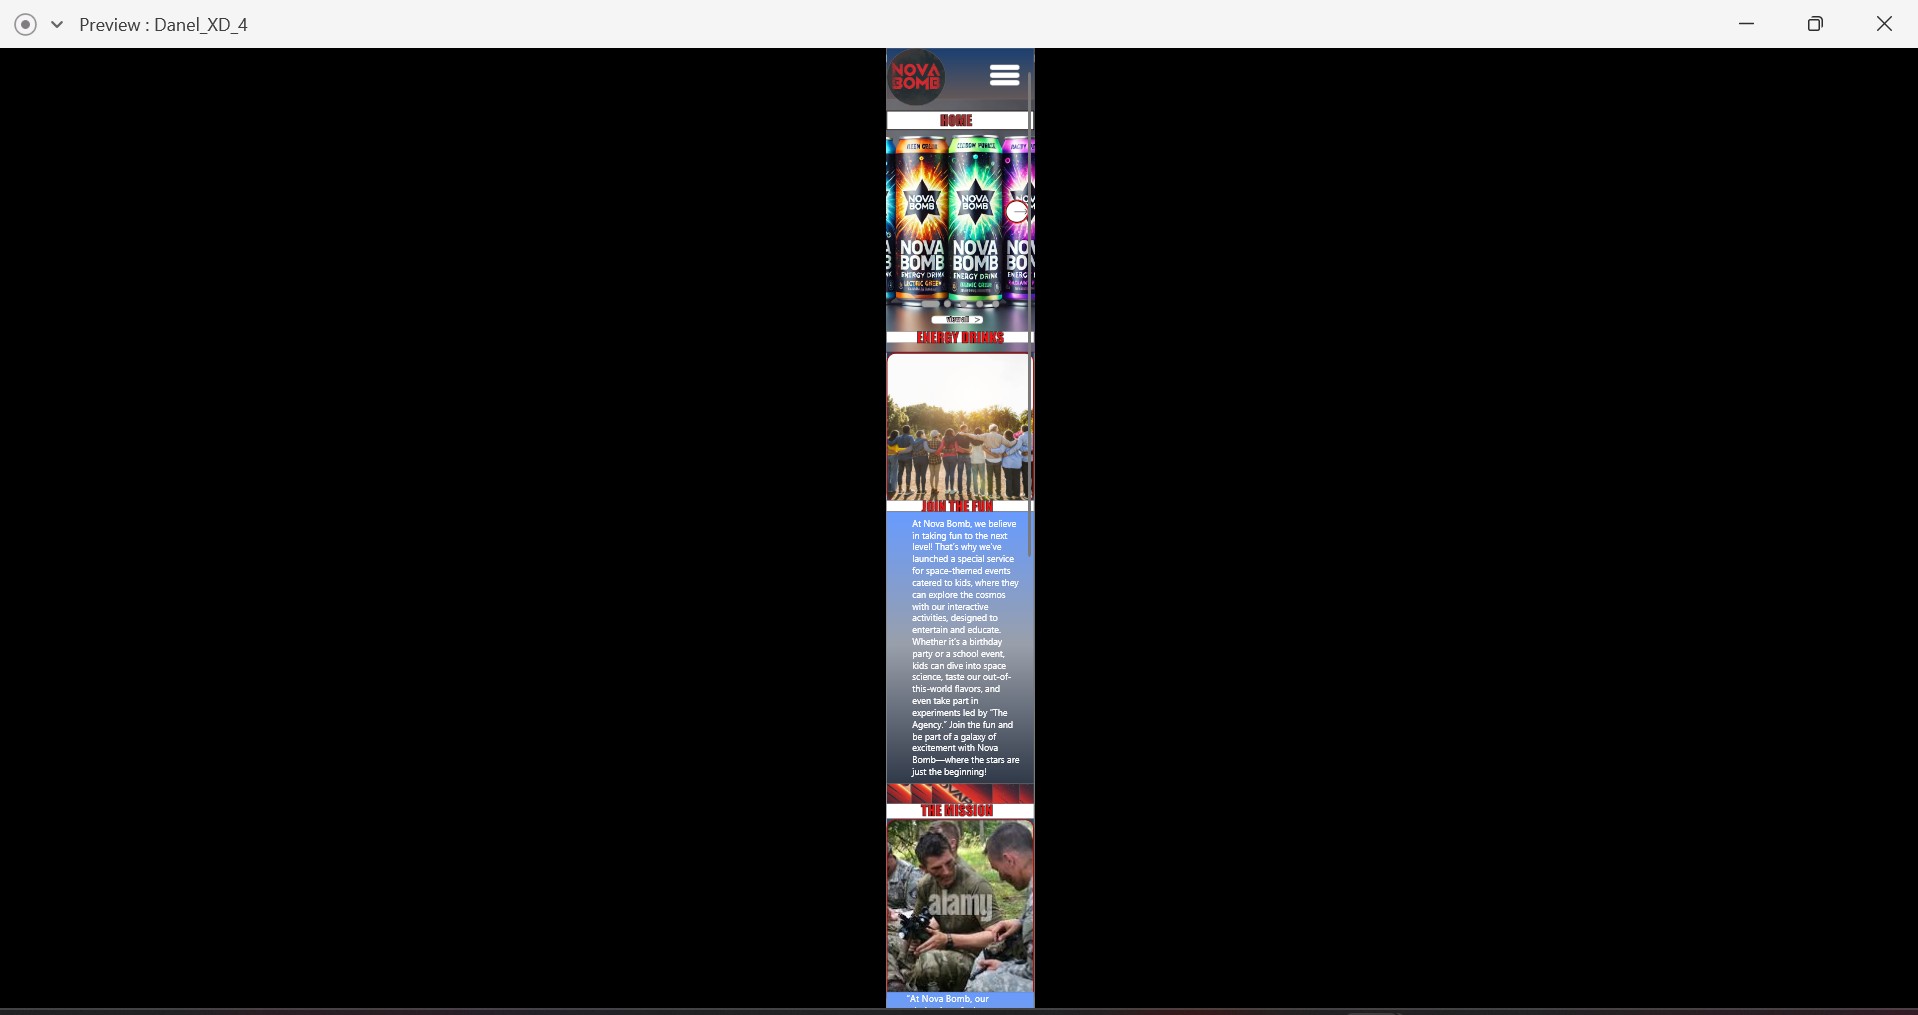 Preview : Danel_XD_4
NOVA
BOMB
HOME
NOVA
BOMB
NOVA
BOMB
NOVA
BOMB
ENERGY DRINK
NOVA
BOMB
ENERGY DRINK
view all >
ENERGY DRINKS
JOIN THE FUN
At Nova Bomb, we believe
in taking fun to the next
level! That's why we've
launched a special service
for space-themed events
catered to kids, where they
can explore the cosmos
with our interactive
activities, designed to
entertain and educate.
Whether it's a birthday
party or a school event,
kids can dive into space
science, taste our out-of-
this-world flavors, and
even take part in
experiments led by "The
Agency." Join the fun and
be part of a galaxy of
excitement with Nova
Bomb—where the stars are
just the beginning!
THE MISSION
alamy
"At Nova Bomb, our